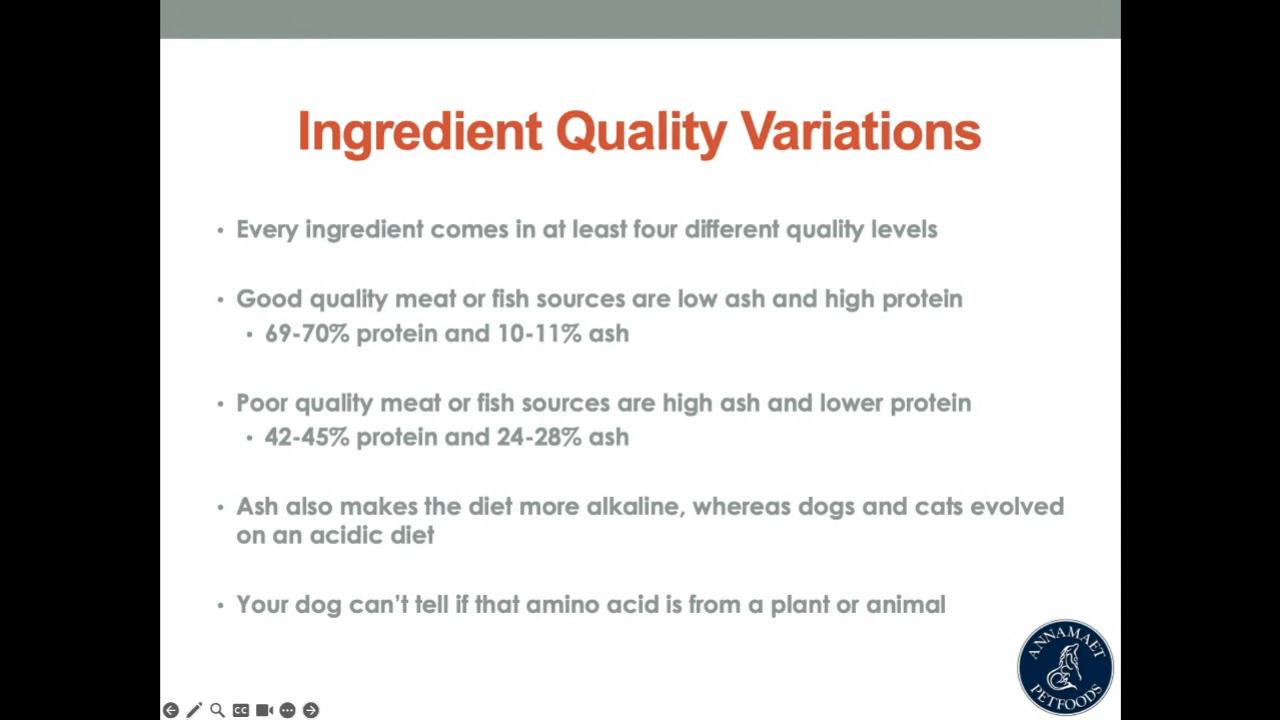 Ingredient Quality Variations
• Every ingredient comes in at least four different quality levels
• Good quality meat or fish sources are low ash and high protein
• 69-70% protein and 10-11% ash
• Poor quality meat or fish sources are high ash and lower protein
• 42-45% protein and 24-28% ash
• Ash also makes the diet more alkaline, whereas dogs and cats evolved
on an acidic diet
• Your dog can’t tell if that amino acid is from a plant or animal
ANNAMAET
PETFOODS
CC